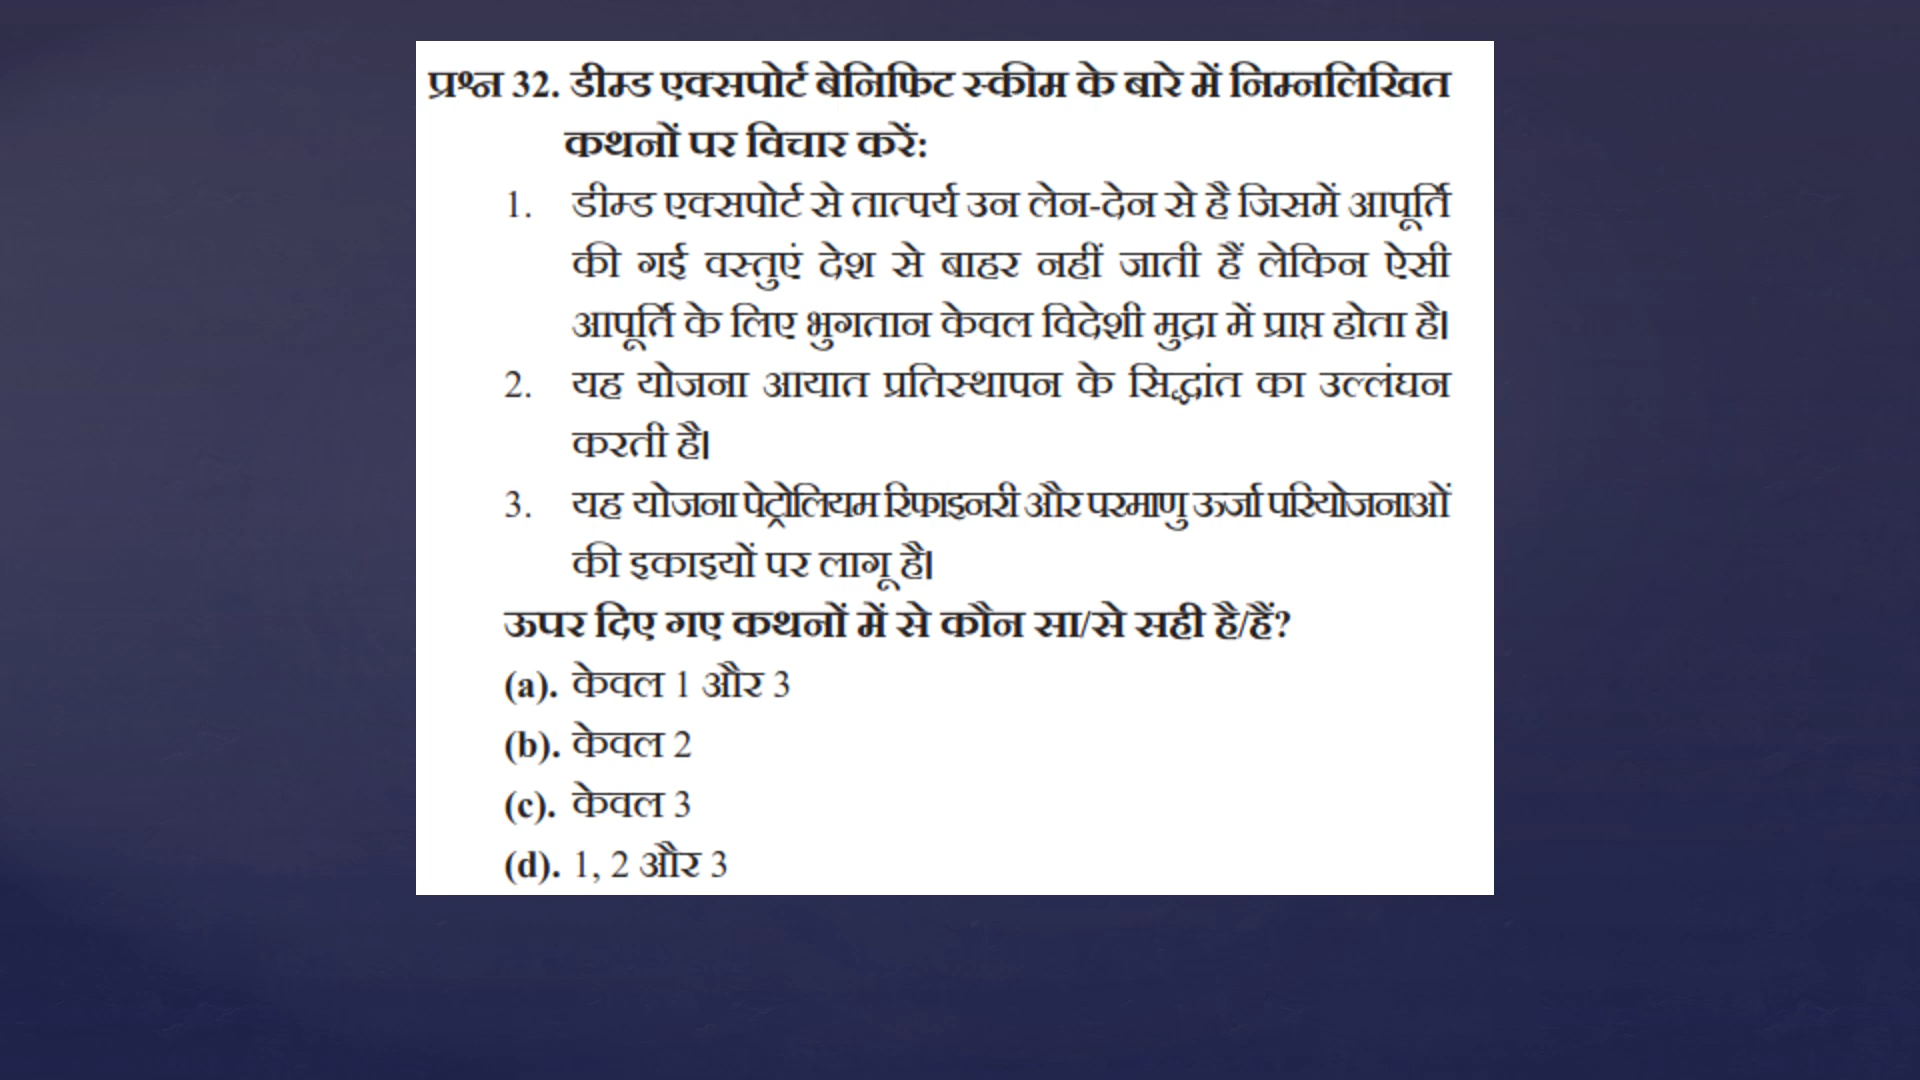 प्रश्न 32. डीम्ड एक्सपोर्ट बेनिफिट स्कीम के बारे में निम्नलिखित
कथनों पर विचार करें:
1. डीम्ड एक्सपोर्ट से तात्पर्य उन लेन-देन से है जिसमें आपूर्ति
की गई वस्तुएं देश से बाहर नहीं जाती हैं लेकिन ऐसी
आपूर्ति के लिए भुगतान केवल विदेशी मुद्रा में प्राप्त होता है।
2. यह योजना आयात प्रतिस्थापन के सिद्धांत का उल्लंघन
करती है।
3. यह योजना पेट्रोलियम रिफाइनरी और परमाणु ऊर्जा परियोजनाओं
की इकाइयों पर लागू है।
ऊपर दिए गए कथनों में से कौन सा/से सही है/हैं?
(a). केवल 1 और 3
(b). केवल 2
(c). केवल 3
(d). 1, 2 और 3